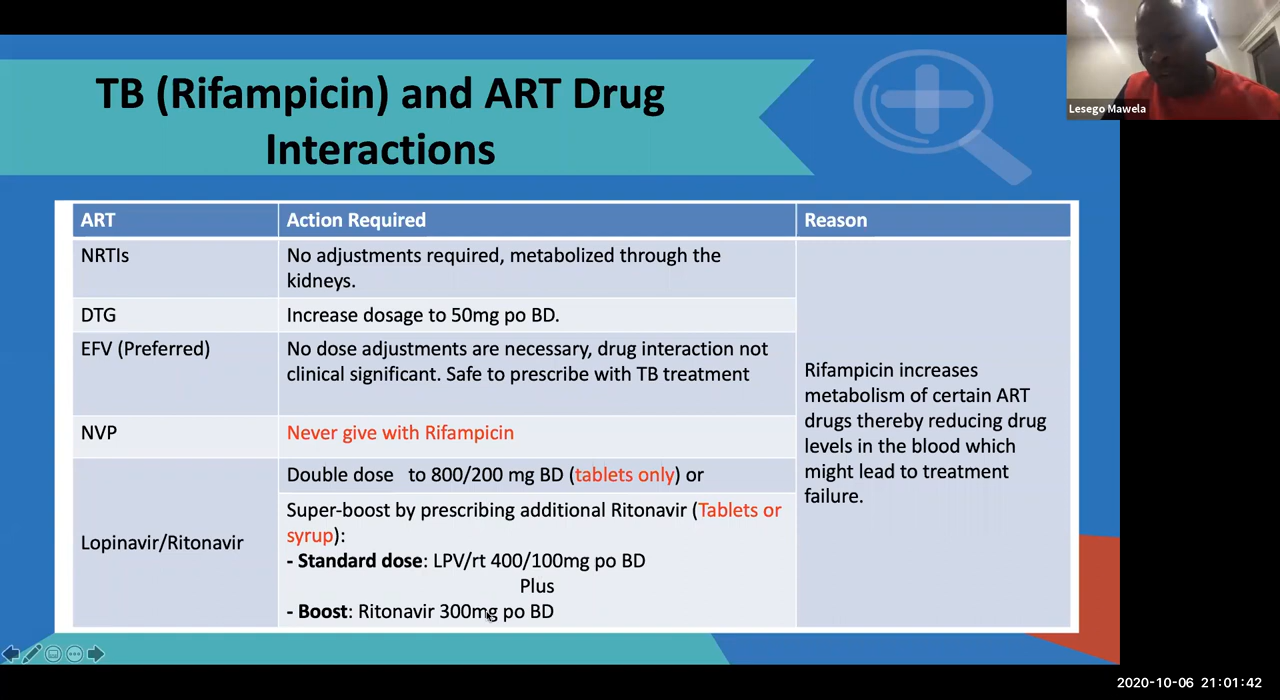 TB (Rifampicin) and ART Drug
Interactions
Lesego Mawela
ART
Action Required
Reason
NRTIs
No adjustments required, metabolized through the
kidneys.
DTG
Increase dosage to 50mg po BD.
EFV (Preferred)
No dose adjustments are necessary, drug interaction not
clinical significant. Safe to prescribe with TB treatment
NVP
Never give with Rifampicin
Lopinavir/Ritonavir
Double dose to 800/200 mg BD (tablets only) or
Super-boost by prescribing additional Ritonavir (Tablets or
syrup):
- Standard dose: LPV/rt 400/100mg po BD
Plus
- Boost: Ritonavir 300mg po BD
Rifampicin increases
metabolism of certain ART
drugs thereby reducing drug
levels in the blood which
might lead to treatment
failure.
2020-10-06 21:01:42